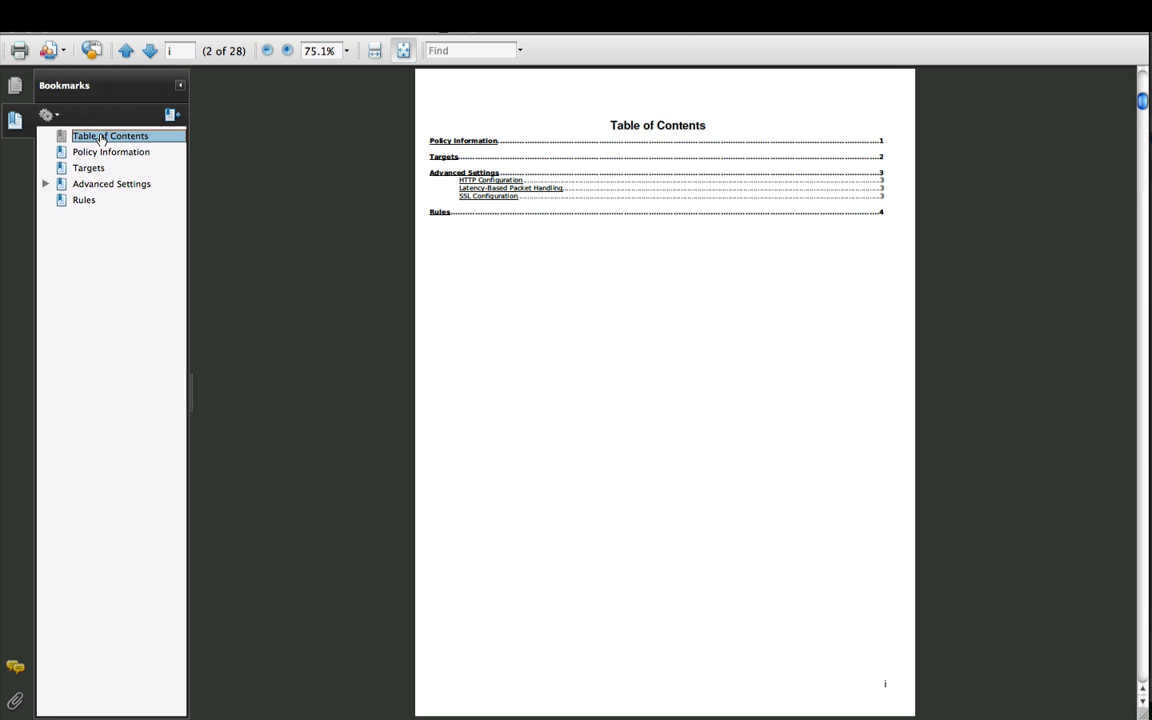 i (2 of 28) 75.1% Find
Bookmarks
Table of Contents
Policy Information
Targets
Advanced Settings
Rules
Table of Contents
Policy Information 1
Targets 2
Advanced Settings 3
HTTP Configuration 3
Latency-Based Packet Handling 3
SSL Configuration 3
Rules 4
i